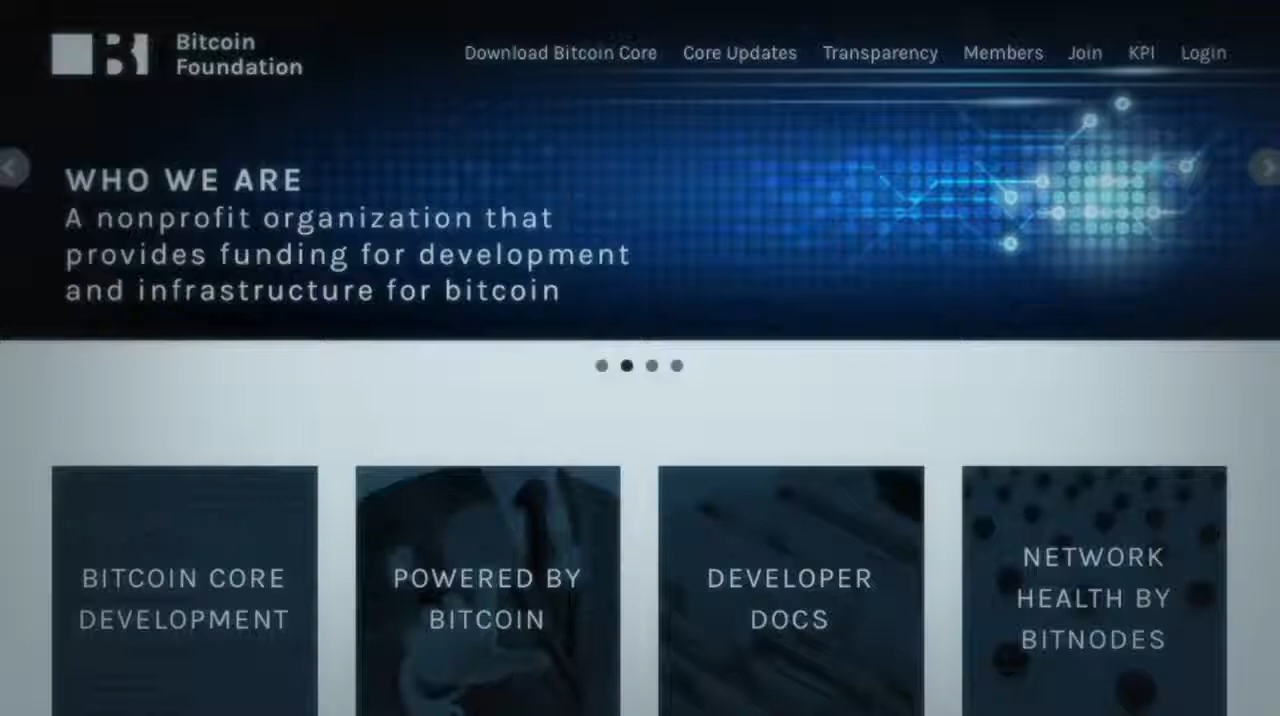 Bitcoin
Foundation
Download Bitcoin Core Core Updates Transparency Members Join KPI Login
WHO WE ARE
A nonprofit organization that
provides funding for development
and infrastructure for bitcoin
BITCOIN CORE
DEVELOPMENT
POWERED BY
BITCOIN
DEVELOPER
DOCS
NETWORK
HEALTH BY
BITNODES